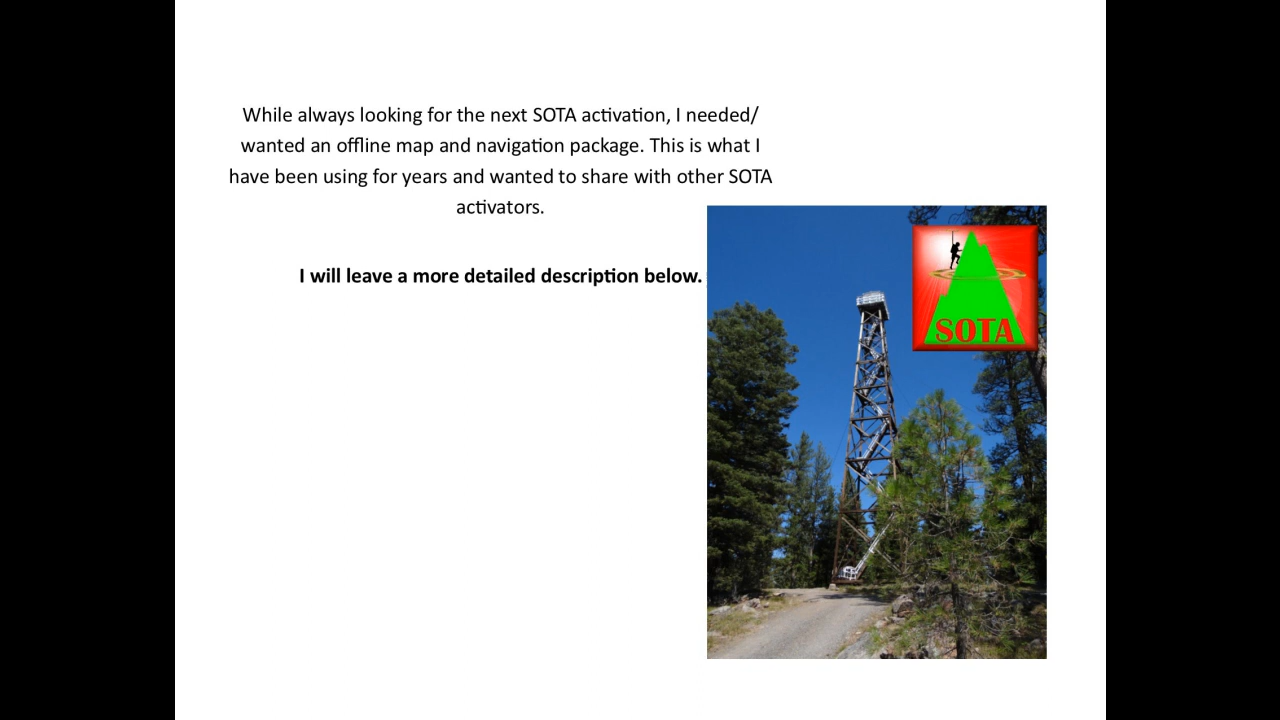 While always looking for the next SOTA activation, I needed/
wanted an offline map and navigation package. This is what I
have been using for years and wanted to share with other SOTA
activators.
I will leave a more detailed description below.
SOTA